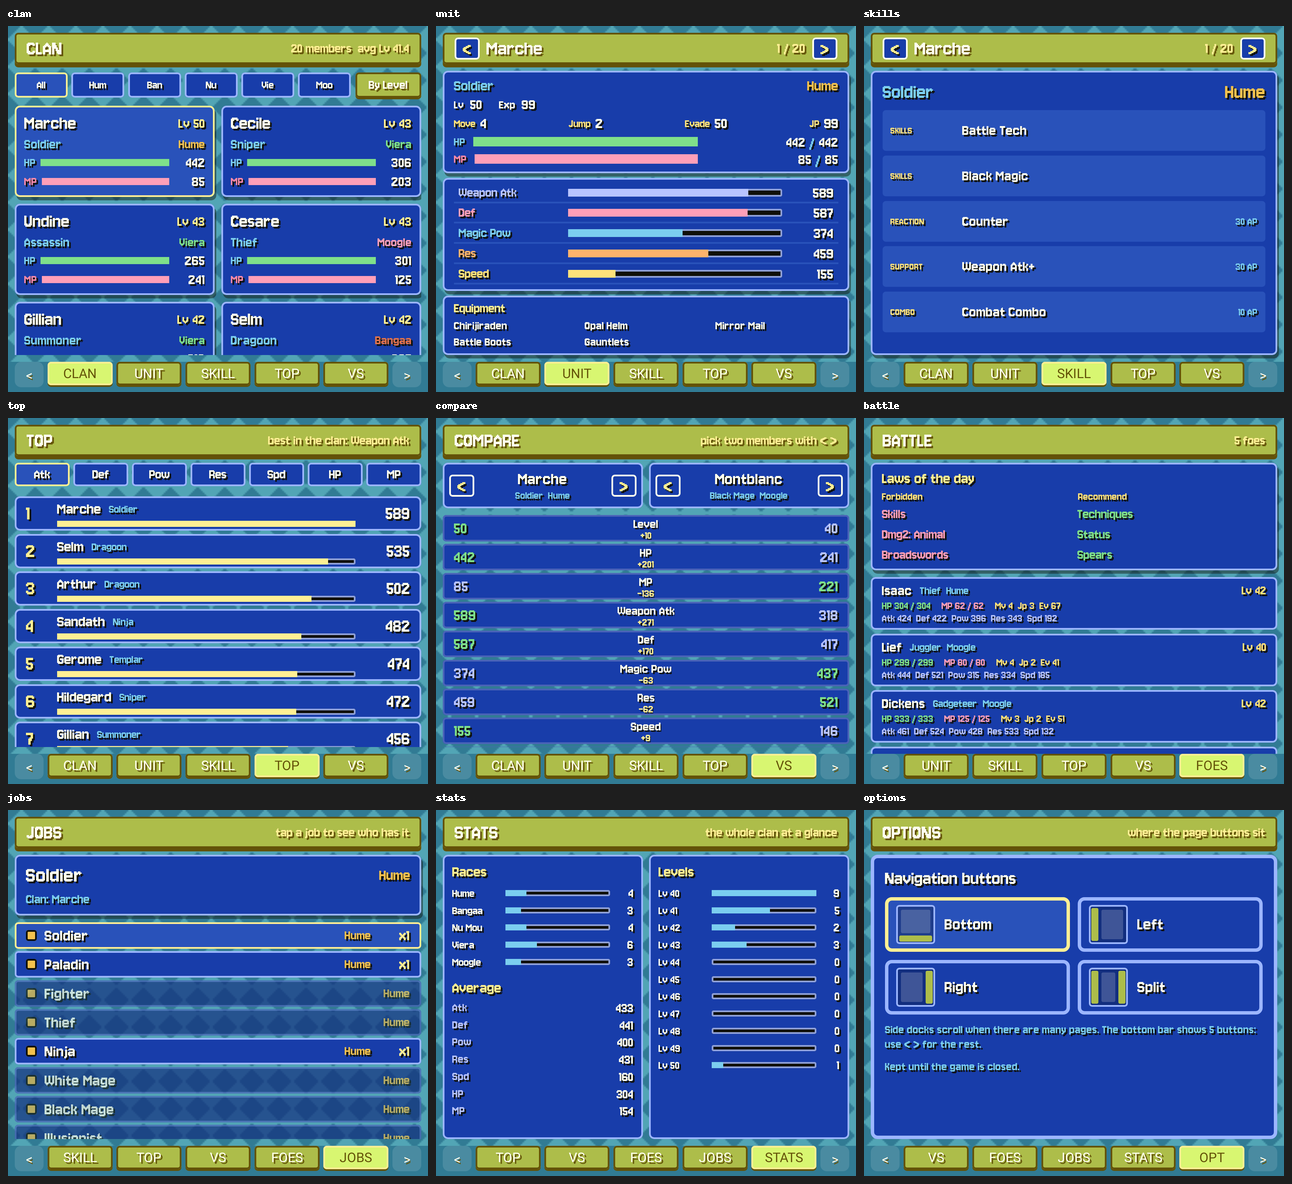 clan
CLAN 20 members avg Lv 41.4
All Hum Ban Nu Vie Moo By Level
Marche Lv 50
Soldier Hume
HP 442
MP 85
Cecile Lv 43
Sniper Viera
HP 306
MP 203
Undine Lv 43
Assassin Viera
HP 265
MP 241
Cesare Lv 43
Thief Moogle
HP 301
MP 125
Gillian Lv 42
Summoner Viera
Selm Lv 42
Dragoon Bangaa
< CLAN UNIT SKILL TOP VS >
unit
< Marche 1 / 20 >
Soldier Hume
Lv 50 Exp 99
Move 4 Jump 2 Evade 50 JP 99
HP 442 / 442
MP 85 / 85
Weapon Atk 589
Def 587
Magic Pow 374
Res 459
Speed 155
Equipment
Chirijiraden Opal Helm Mirror Mail
Battle Boots Gauntlets
< CLAN UNIT SKILL TOP VS >
skills
< Marche 1 / 20 >
Soldier Hume
SKILLS Battle Tech
SKILLS Black Magic
REACTION Counter 30 AP
SUPPORT Weapon Atk+ 30 AP
COMBO Combat Combo 10 AP
< CLAN UNIT SKILL TOP VS >
top
TOP best in the clan: Weapon Atk
Atk Def Pow Res Spd HP MP
1 Marche Soldier 589
2 Selm Dragoon 535
3 Arthur Dragoon 502
4 Sandath Ninja 482
5 Gerome Templar 474
6 Hildegard Sniper 472
7 Gillian Summoner 456
< CLAN UNIT SKILL TOP VS >
compare
COMPARE pick two members with < >
< Marche >
Soldier Hume
< Montblanc >
Black Mage Moogle
50 Level 40
+10
442 HP 241
+201
85 MP 221
-136
589 Weapon Atk 318
+271
587 Def 417
+170
374 Magic Pow 437
-63
459 Res 521
-62
155 Speed 146
+9
< CLAN UNIT SKILL TOP VS >
battle
BATTLE 5 foes
Laws of the day
Forbidden Recommend
Skills Techniques
Dmg2: Animal Status
Broadswords Spears
Isaac Thief Hume Lv 42
HP 304 / 304 MP 62 / 62 Mv 4 Jp 3 Ev 67
Atk 424 Def 422 Pow 396 Res 343 Spd 192
Lief Juggler Moogle Lv 40
HP 299 / 299 MP 80 / 80 Mv 4 Jp 2 Ev 41
Atk 444 Def 521 Pow 315 Res 334 Spd 185
Dickens Gadgeteer Moogle Lv 42
HP 333 / 333 MP 125 / 125 Mv 3 Jp 2 Ev 51
Atk 461 Def 524 Pow 428 Res 533 Spd 132
< UNIT SKILL TOP VS FOES >
jobs
JOBS tap a job to see who has it
Soldier Hume
Clan: Marche
Soldier Hume x1
Paladin Hume x1
Fighter Hume
Thief Hume
Ninja Hume x1
White Mage Hume
Black Mage Hume
Illusionist Hume
< SKILL TOP VS FOES JOBS >
stats
STATS the whole clan at a glance
Races
Hume 4
Bangaa 3
Nu Mou 4
Viera 6
Moogle 3
Average
Atk 433
Def 441
Pow 400
Res 431
Spd 160
HP 304
MP 154
Levels
Lv 40 9
Lv 41 5
Lv 42 2
Lv 43 3
Lv 44 0
Lv 45 0
Lv 46 0
Lv 47 0
Lv 48 0
Lv 49 0
Lv 50 1
< TOP VS FOES JOBS STATS >
options
OPTIONS where the page buttons sit
Navigation buttons
Bottom Left
Right Split
Side docks scroll when there are many pages. The bottom bar shows 5 buttons:
use < > for the rest.
Kept until the game is closed.
< VS FOES JOBS STATS OPT >